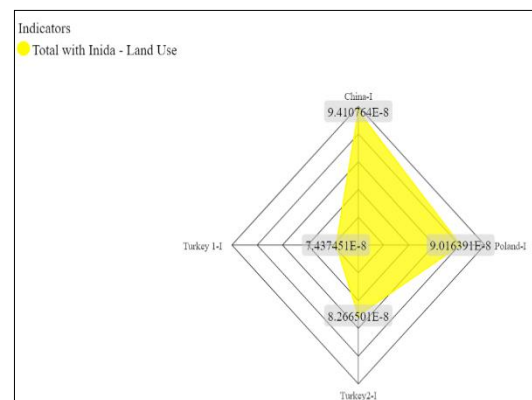 Indicators
Total with Inida - Land Use
China-I
9.410764E-8
Turkey 1-I
7.437451E-8
9.016391E-8
Poland-I
8.266501E-8
Turkey2-I